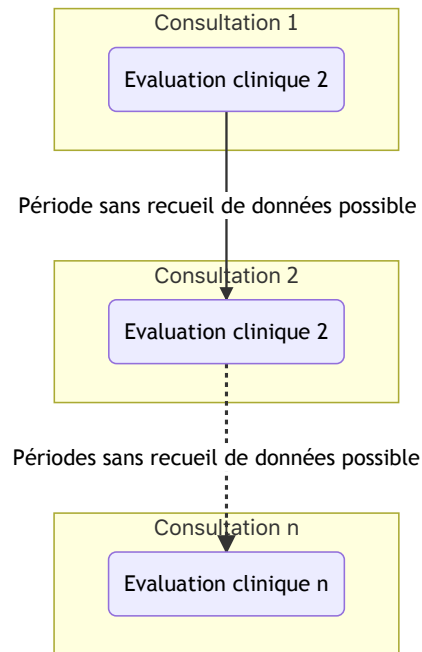 Consultation 1
Evaluation clinique 2
Période sans recueil de données possible
Consultation 2
Evaluation clinique 2
Périodes sans recueil de données possible
Consultation n
Evaluation clinique n